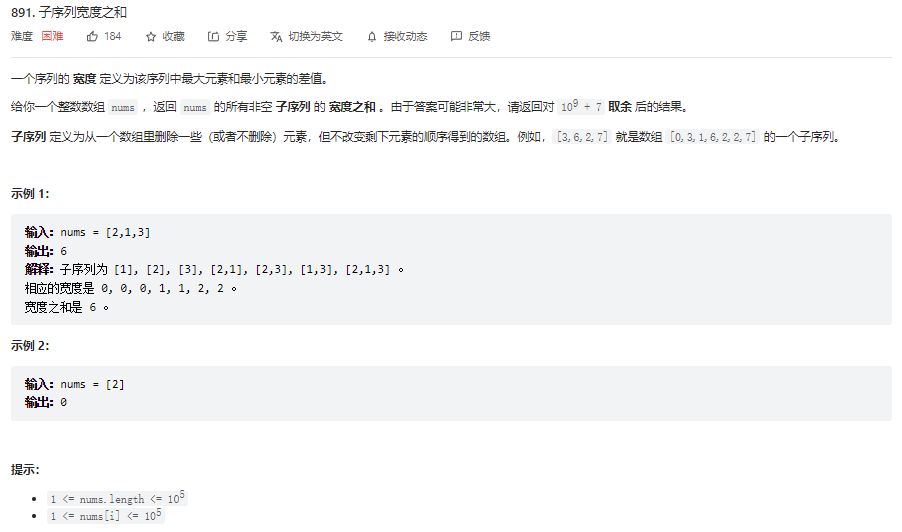 891. 子序列宽度之和
难度 困难 184 收藏 分享 切换为英文 接收动态 反馈
一个序列的 宽度 定义为该序列中最大元素和最小元素的差值。
给你一个整数数组 nums ，返回 nums 的所有非空 子序列 的 宽度之和 。由于答案可能非常大，请返回对 10⁹ + 7 取余 后的结果。
子序列 定义为从一个数组里删除一些（或者不删除）元素，但不改变剩下元素的顺序得到的数组。例如，[3,6,2,7] 就是数组 [0,3,1,6,2,2,7] 的一个子序列。
示例 1：
输入：nums = [2,1,3]
输出：6
解释：子序列为 [1], [2], [3], [2,1], [2,3], [1,3], [2,1,3] 。
相应的宽度是 0, 0, 0, 1, 1, 2, 2 。
宽度之和是 6 。
示例 2：
输入：nums = [2]
输出：0
提示：
• 1 <= nums.length <= 10⁵
• 1 <= nums[i] <= 10⁵